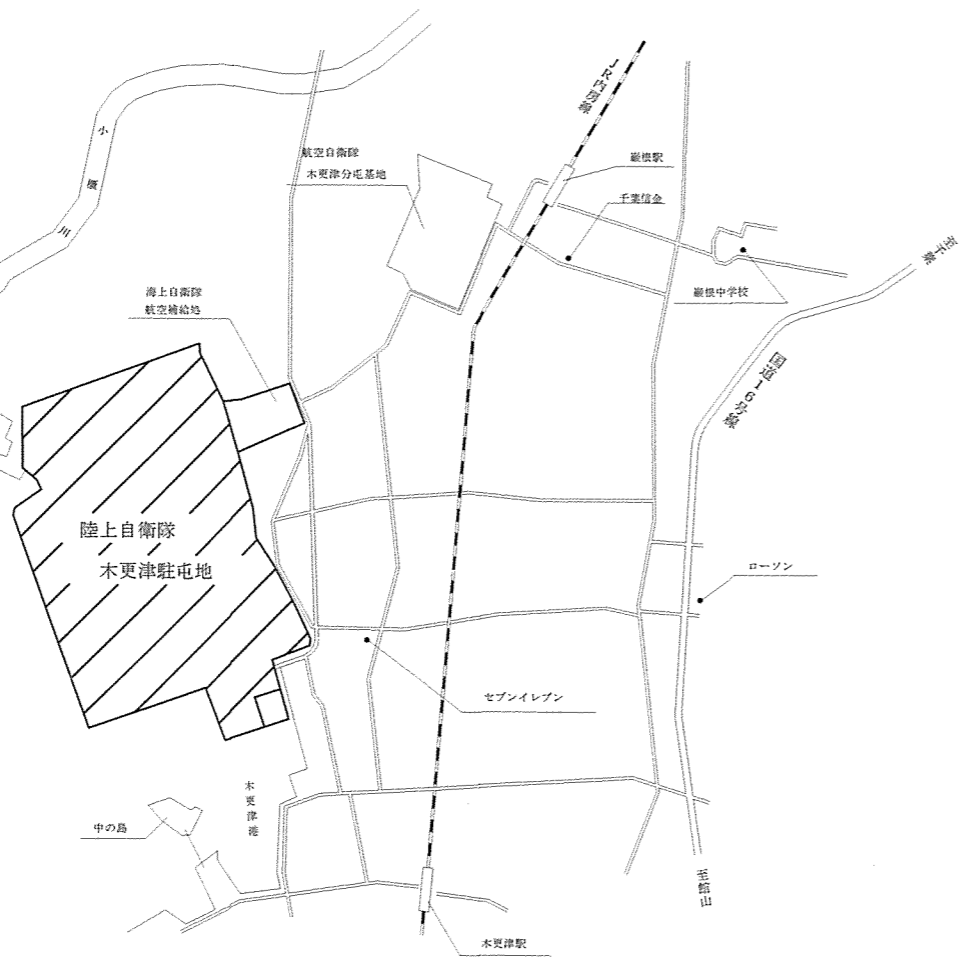 JR内房線
小櫃川
航空自衛隊
木更津分屯基地
巌根駅
千葉信金
巌根中学校
至千葉
海上自衛隊
航空補給処
国道16号線
陸上自衛隊
木更津駐屯地
ローソン
セブンイレブン
木更津港
中の島
至館山
木更津駅